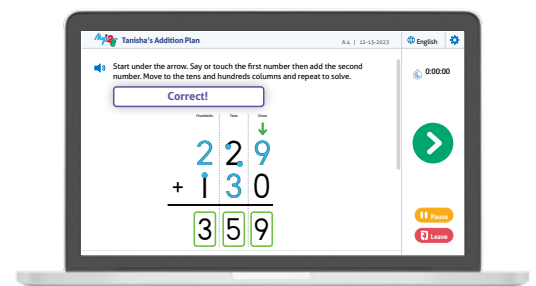 Tanisha's Addition Plan
A4 | 12-15-2023
English
Start under the arrow. Say or touch the first number then add the second
number. Move to the tens and hundreds columns and repeat to solve.
0:00:00
Correct!
Hundreds Tens Ones
2 2 9
+ 1 3 0
3 5 9
Pause
Leave